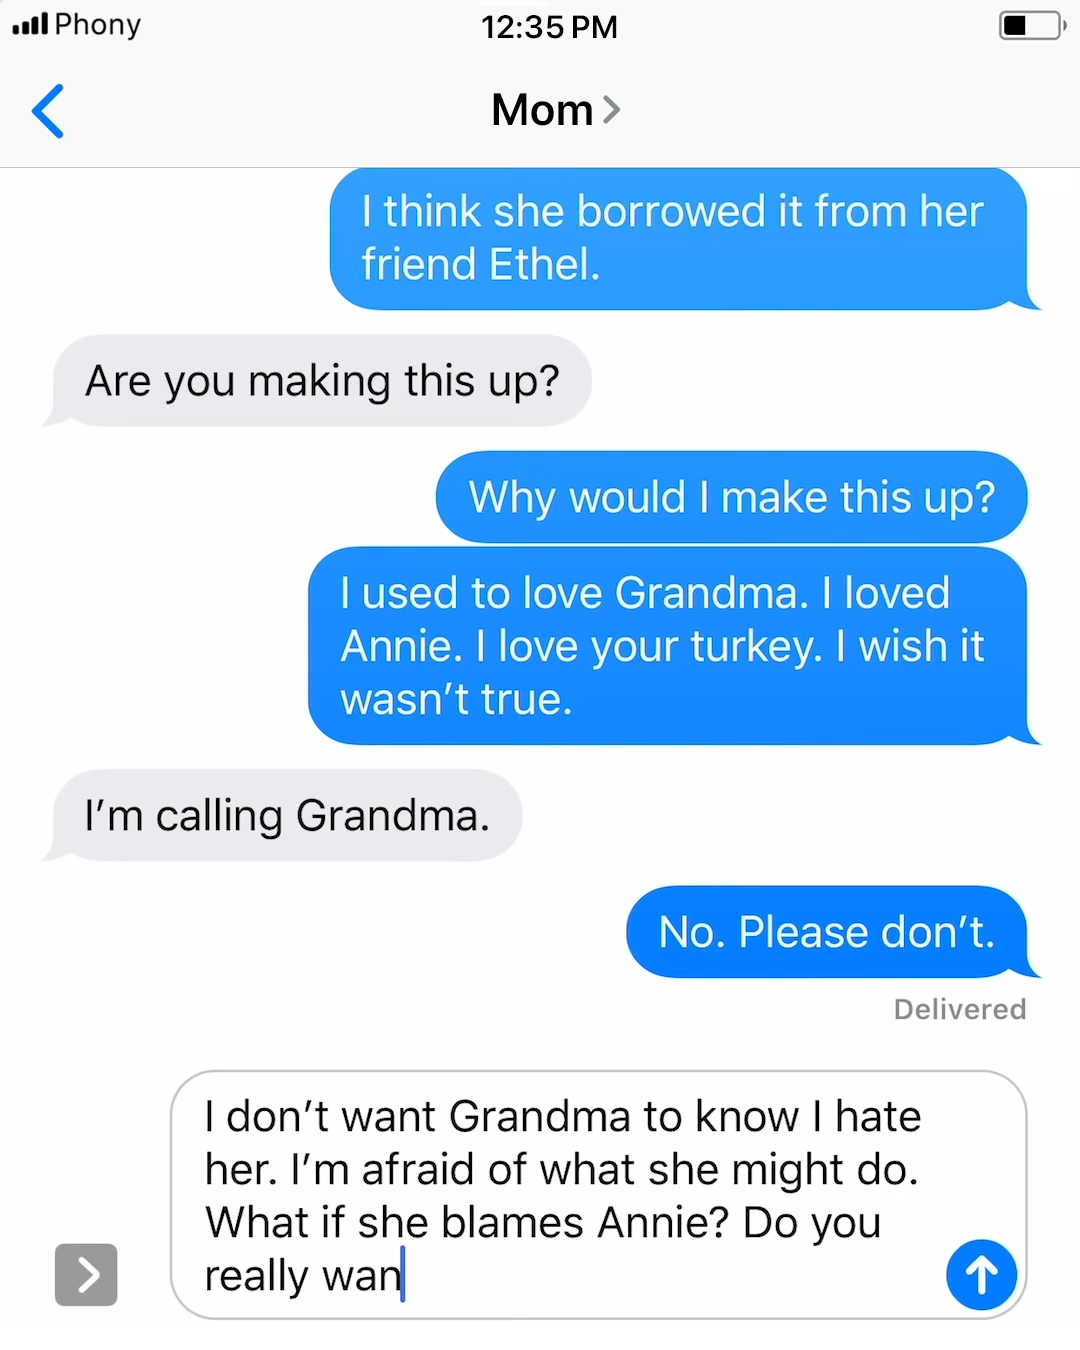 Phony
12:35 PM
Mom
I think she borrowed it from her
friend Ethel.
Are you making this up?
Why would I make this up?
I used to love Grandma. I loved
Annie. I love your turkey. I wish it
wasn’t true.
I’m calling Grandma.
No. Please don’t.
Delivered
I don’t want Grandma to know I hate
her. I’m afraid of what she might do.
What if she blames Annie? Do you
really wan